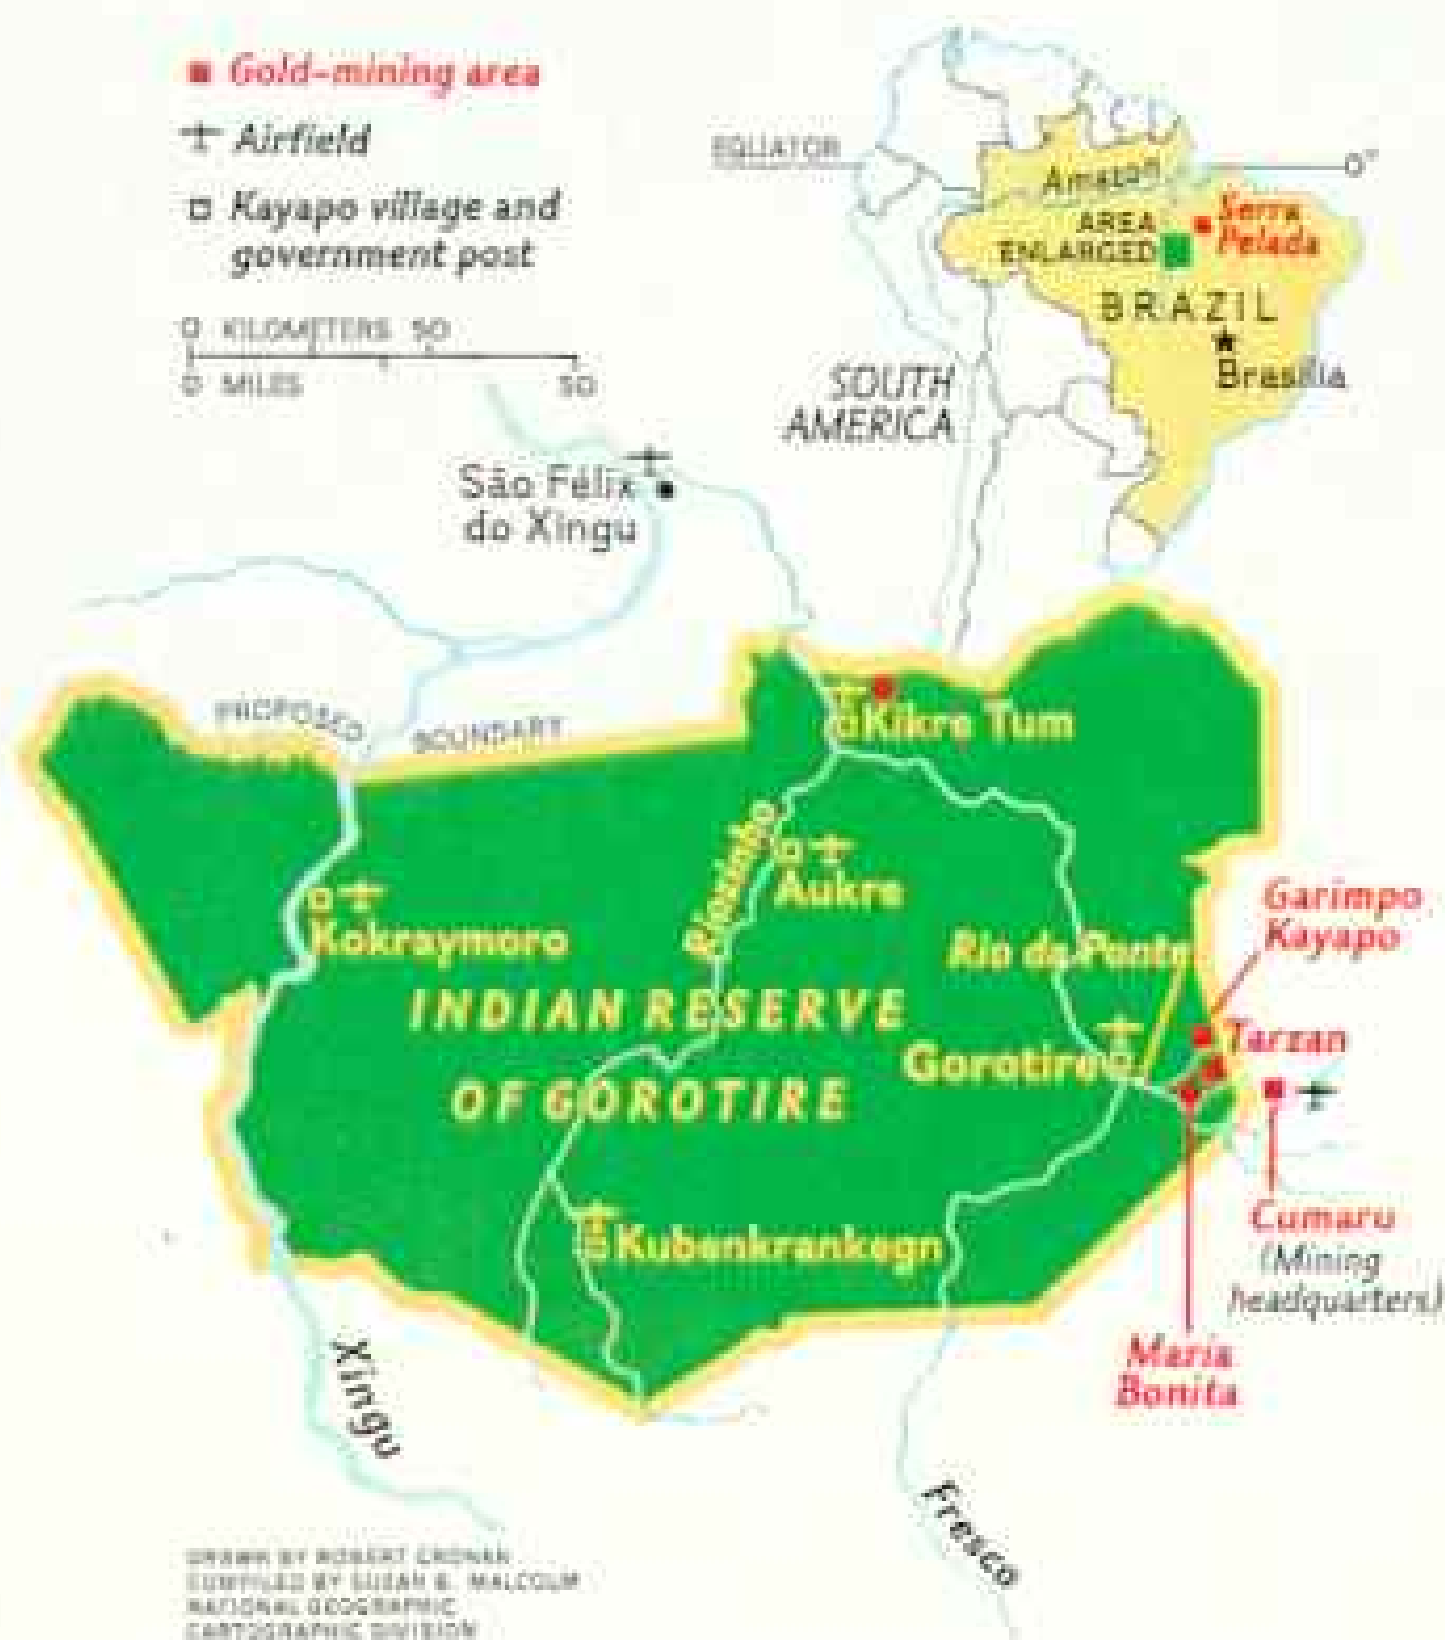 Gold-mining area
Airfield
Kayapo village and
government post
0 KILOMETERS 50
0 MILES 50
EQUATOR
0°
Amazon
AREA
ENLARGED
Serra
Pelada
BRAZIL
Brasília
SOUTH
AMERICA
São Félix
do Xingu
PROPOSED BOUNDARY
Kikre Tum
Riozinho
Aukre
Kokraymoro
Rio da Ponte
Garimpo
Kayapo
INDIAN RESERVE
OF GOROTIRE
Gorotire
Tarzan
Cumaru
(Mining
headquarters)
Kubenkrankegn
Maria
Bonita
Xingu
Fresco
DRAWN BY ROBERT CRONAN
COMPILED BY SUSAN B. MALCOLM
NATIONAL GEOGRAPHIC
CARTOGRAPHIC DIVISION